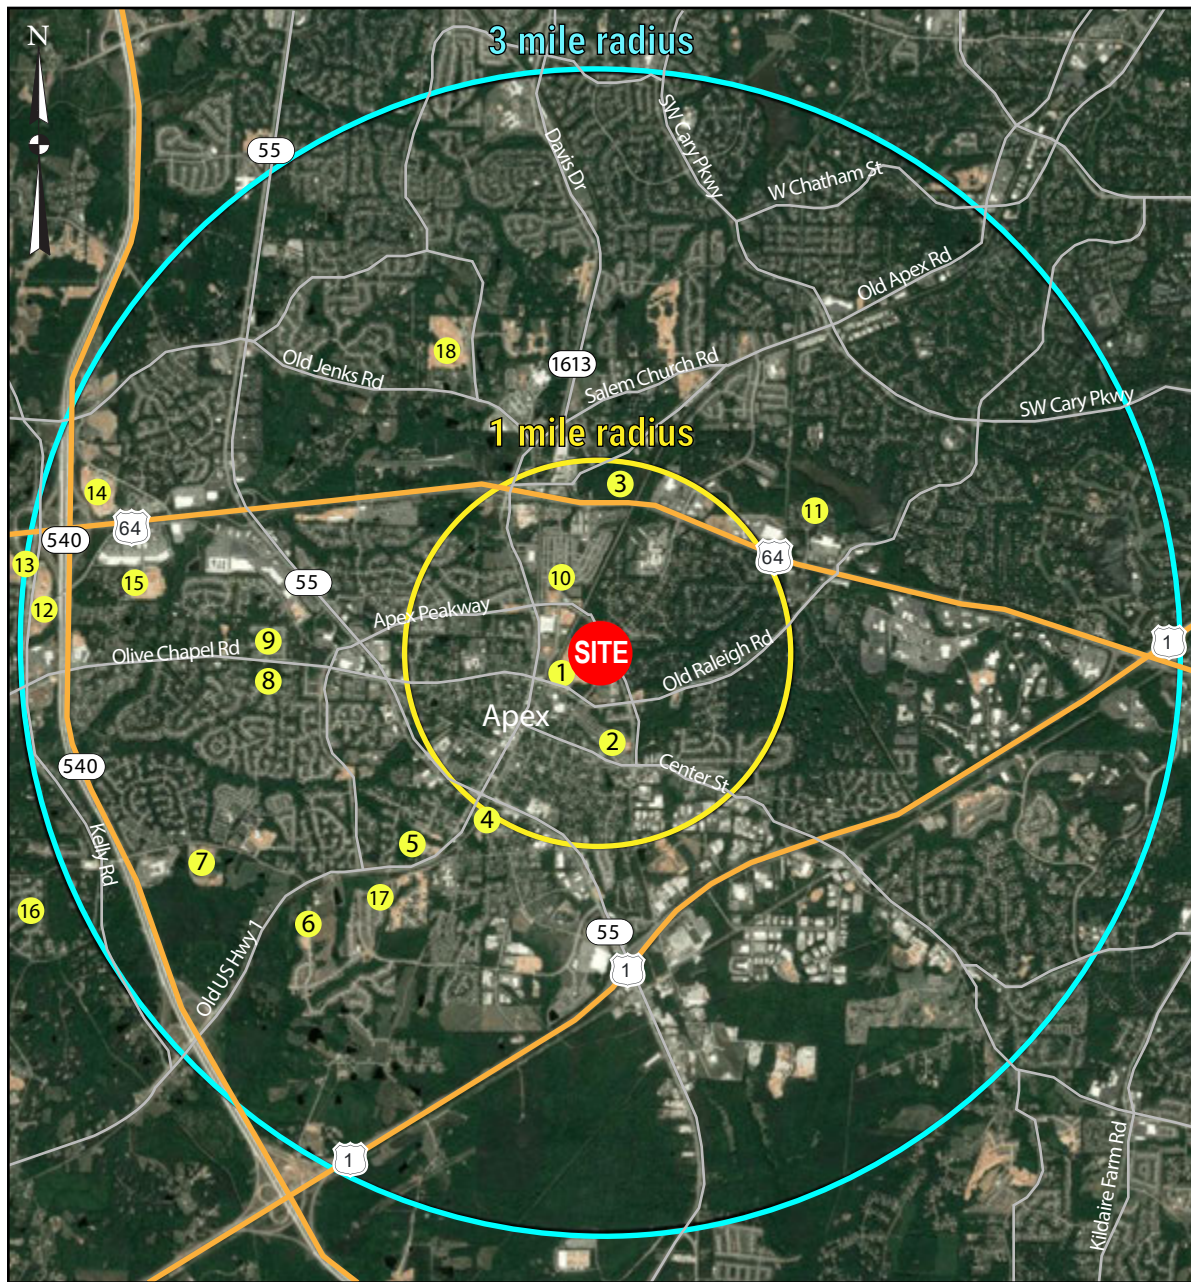 N
3 mile radius
55
Davis Dr
SW Cary Pkwy
W Chatham St
Old Apex Rd
Old Jenks Rd
18
1613
Salem Church Rd
SW Cary Pkwy
1 mile radius
14
3
11
64
540
13
15
55
10
64
12
Apex Peakway
9
Olive Chapel Rd
SITE
1
Old Raleigh Rd
1
8
Apex
2
540
Center St
4
Kelly Rd
5
7
17
16
6
55
Old US Hwy 1
1
1
Kildaire Farm Rd